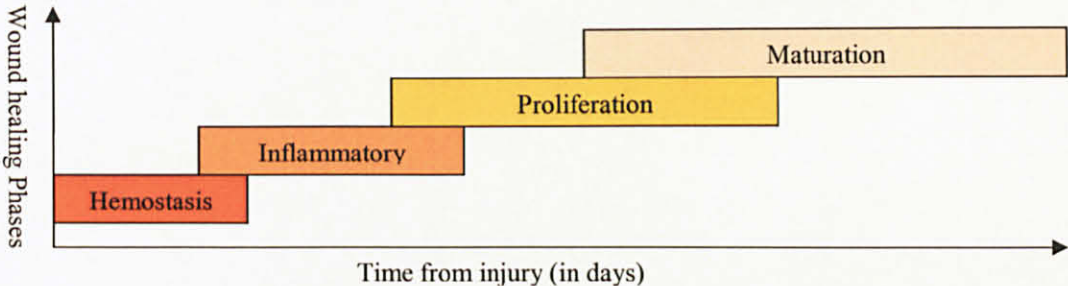 Wound healing Phases
Maturation
Proliferation
Inflammatory
Hemostasis
Time from injury (in days)